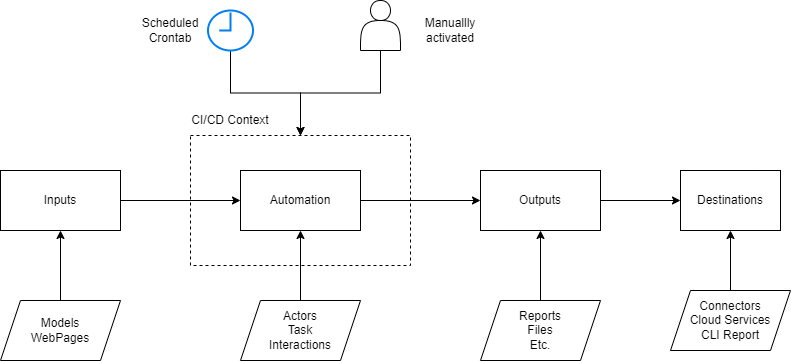 Scheduled
Crontab
Manuallly
activated
CI/CD Context
Inputs
Automation
Outputs
Destinations
Models
WebPages
Actors
Task
Interactions
Reports
Files
Etc.
Connectors
Cloud Services
CLI Report